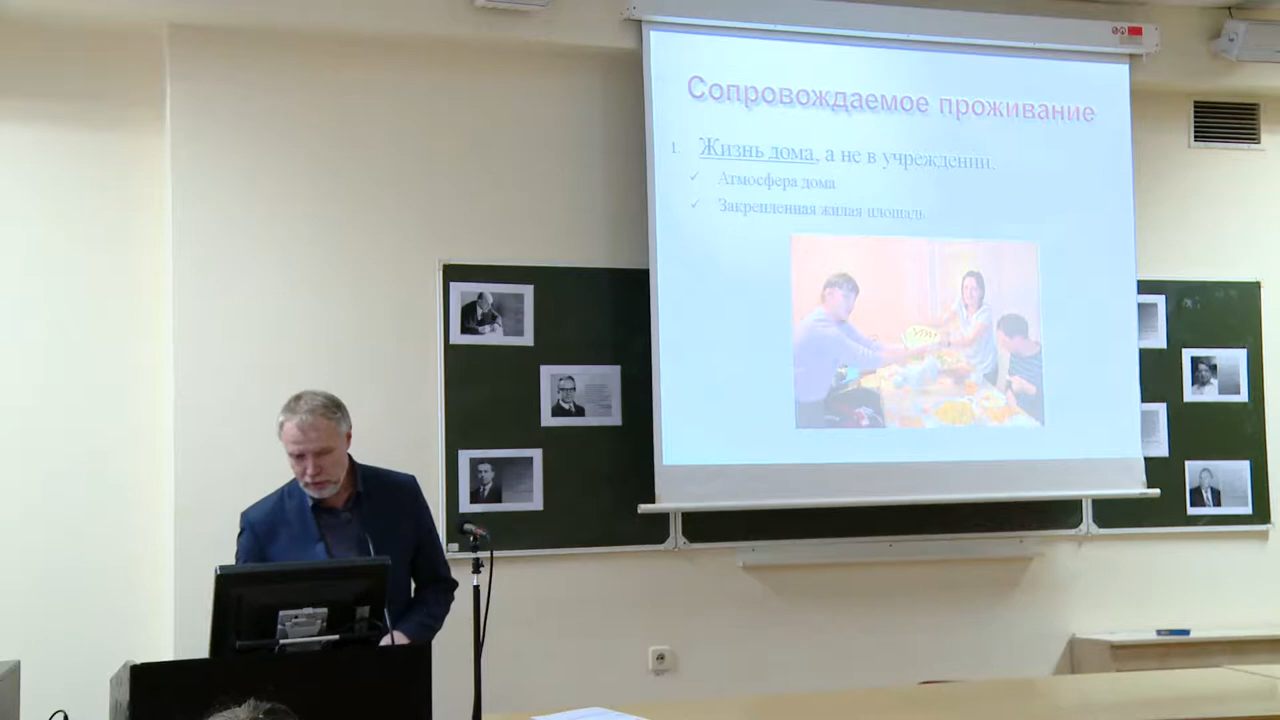 Сопровождаемое проживание
1. Жизнь дома, а не в учреждении.
✓ Атмосфера дома
✓ Закрепленная жилая площадь